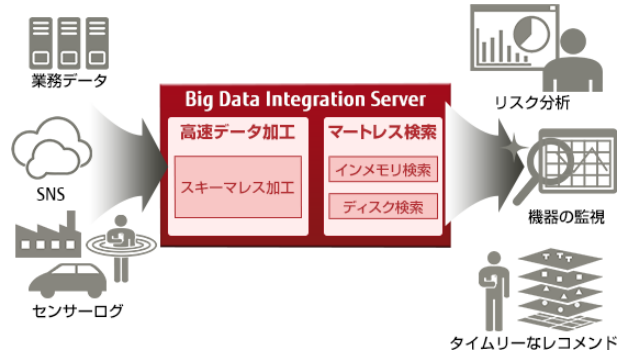 業務データ
SNS
センサーログ
Big Data Integration Server
高速データ加工
スキーマレス加工
マートレス検索
インメモリ検索
ディスク検索
リスク分析
機器の監視
タイムリーなレコメンド